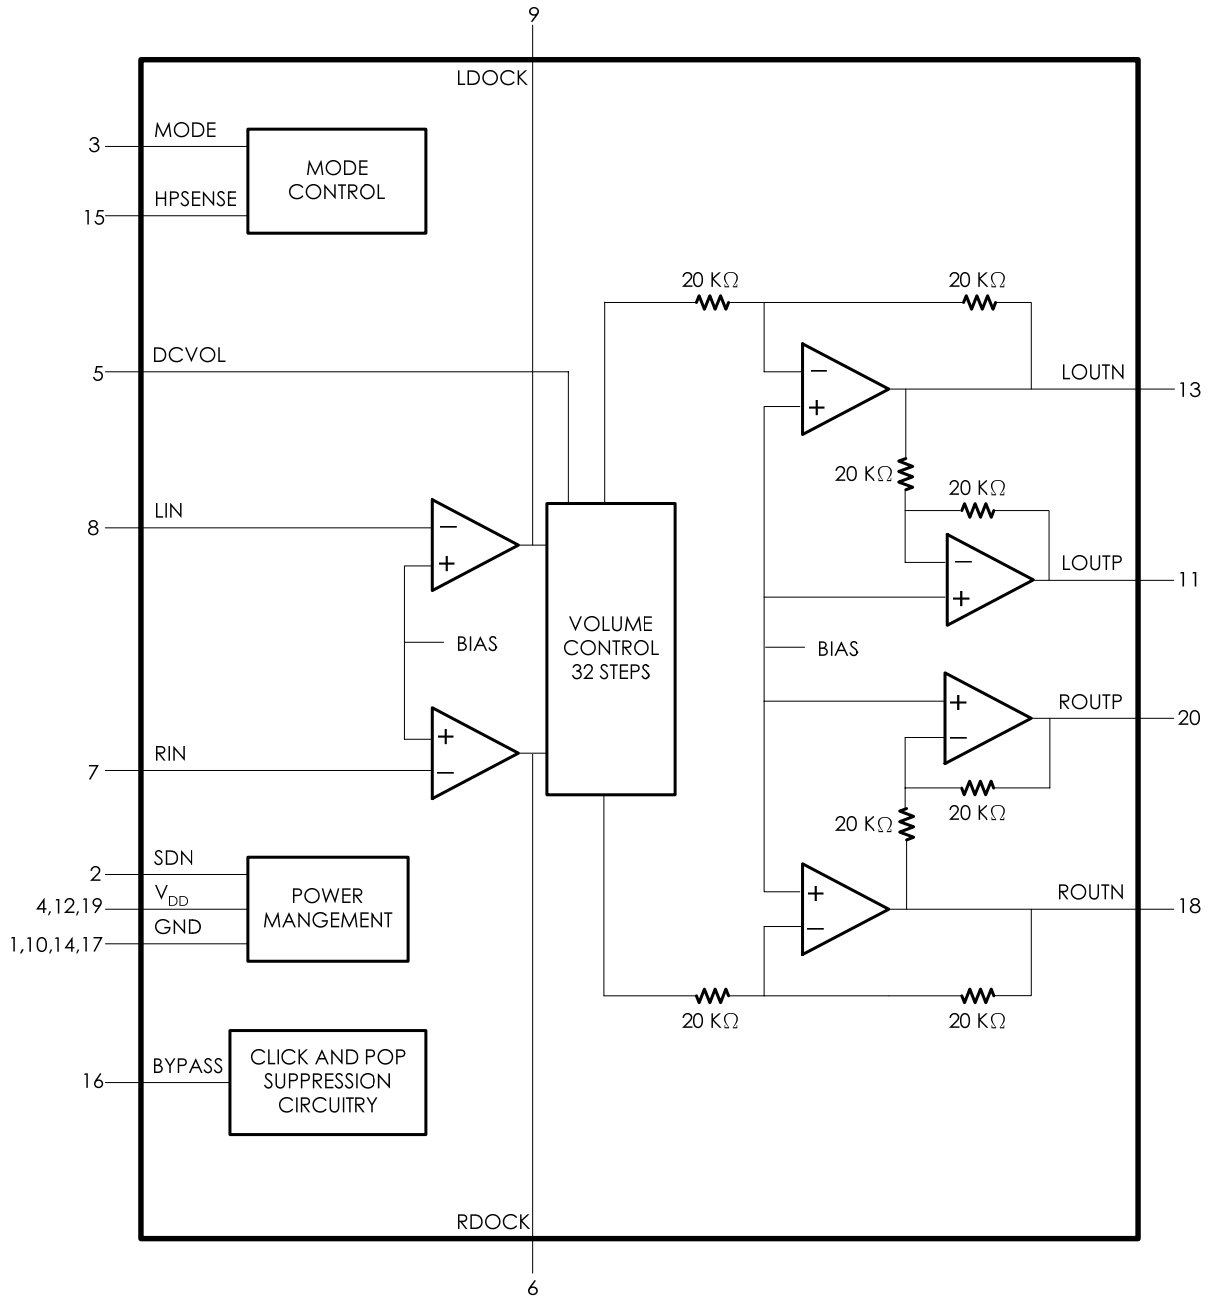 9
LDOCK
MODE
3
MODE
CONTROL
HPSENSE
15
20 KΩ
20 KΩ
DCVOL
5
LOUTN
13
−
+
20 KΩ
20 KΩ
LIN
8
−
+
LOUTP
11
−
+
BIAS
VOLUME
CONTROL
32 STEPS
BIAS
ROUTP
20
+
−
RIN
7
+
−
20 KΩ
20 KΩ
SDN
2
VDD
4,12,19
GND
1,10,14,17
POWER
MANGEMENT
ROUTN
18
+
−
20 KΩ
20 KΩ
BYPASS
16
CLICK AND POP
SUPPRESSION
CIRCUITRY
RDOCK
6